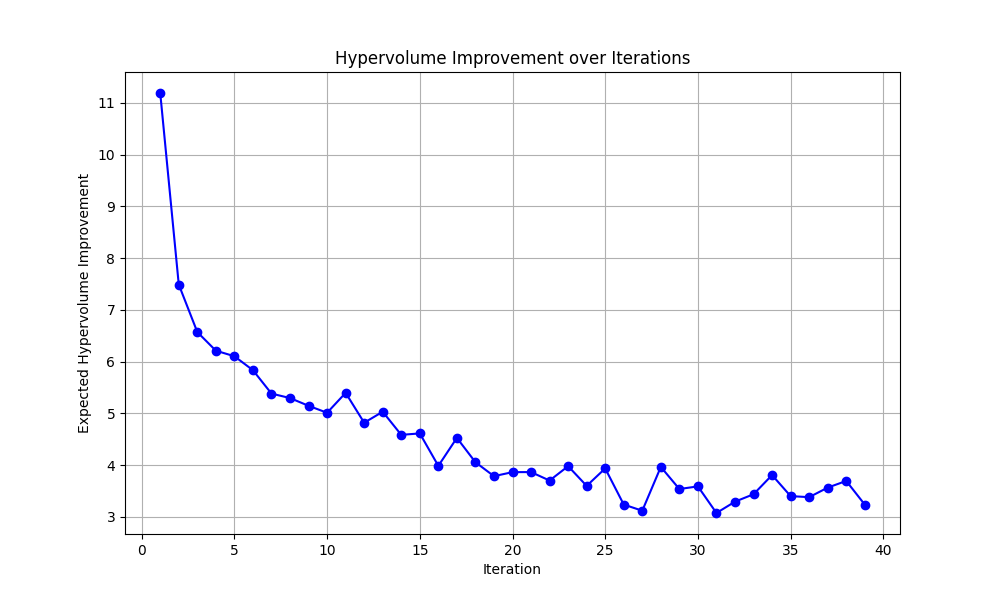 Hypervolume Improvement over Iterations
Expected Hypervolume Improvement
11
10
9
8
7
6
5
4
3
0 5 10 15 20 25 30 35 40
Iteration